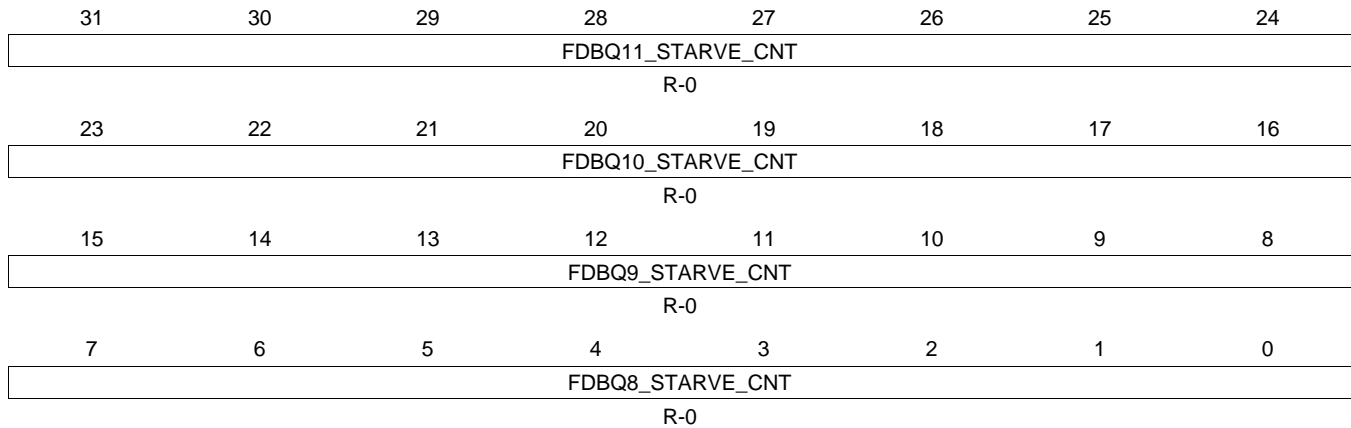 31 30 29 28 27 26 25 24
FDBQ11_STARVE_CNT
R-0
23 22 21 20 19 18 17 16
FDBQ10_STARVE_CNT
R-0
15 14 13 12 11 10 9 8
FDBQ9_STARVE_CNT
R-0
7 6 5 4 3 2 1 0
FDBQ8_STARVE_CNT
R-0